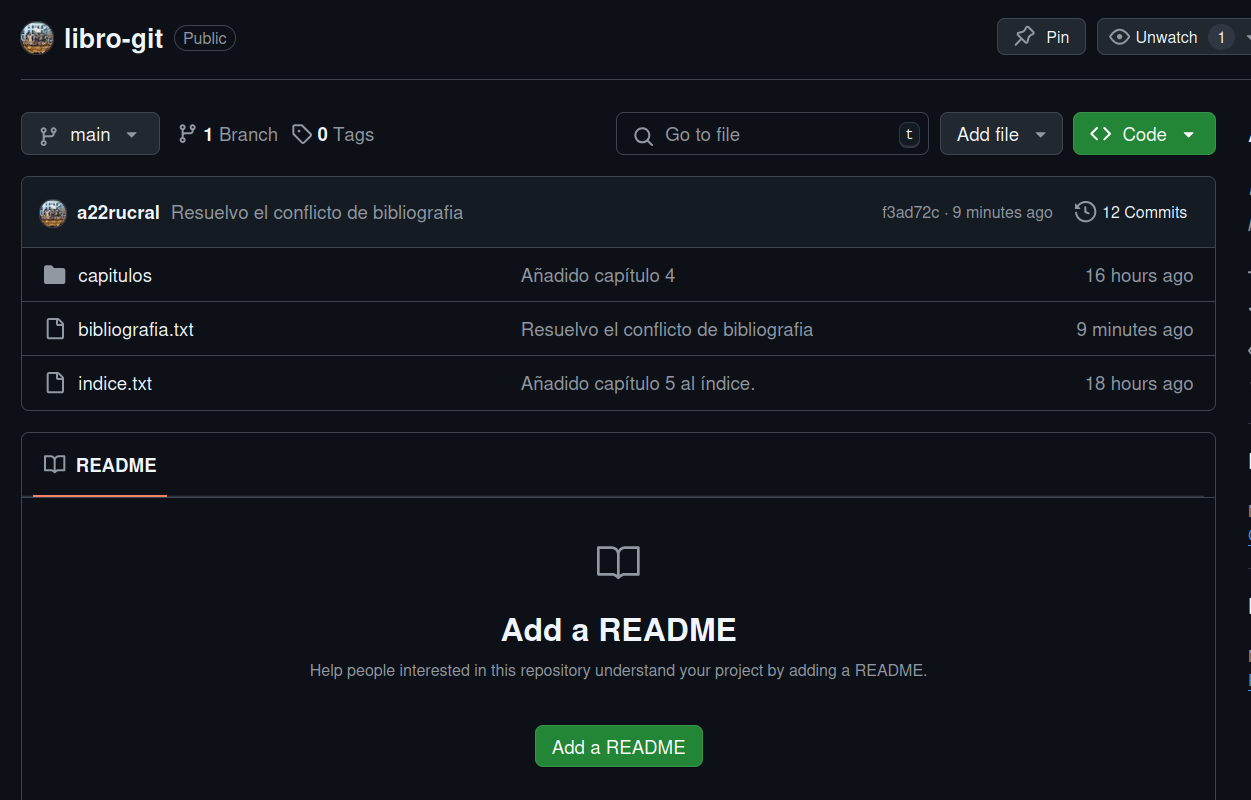 libro-git Public Pin Unwatch 1
main 1 Branch 0 Tags Go to file t Add file Code
a22rucral Resuelvo el conflicto de bibliografia f3ad72c · 9 minutes ago 12 Commits
capitulos Añadido capítulo 4 16 hours ago
bibliografia.txt Resuelvo el conflicto de bibliografia 9 minutes ago
indice.txt Añadido capítulo 5 al índice. 18 hours ago
README
Add a README
Help people interested in this repository understand your project by adding a README.
Add a README